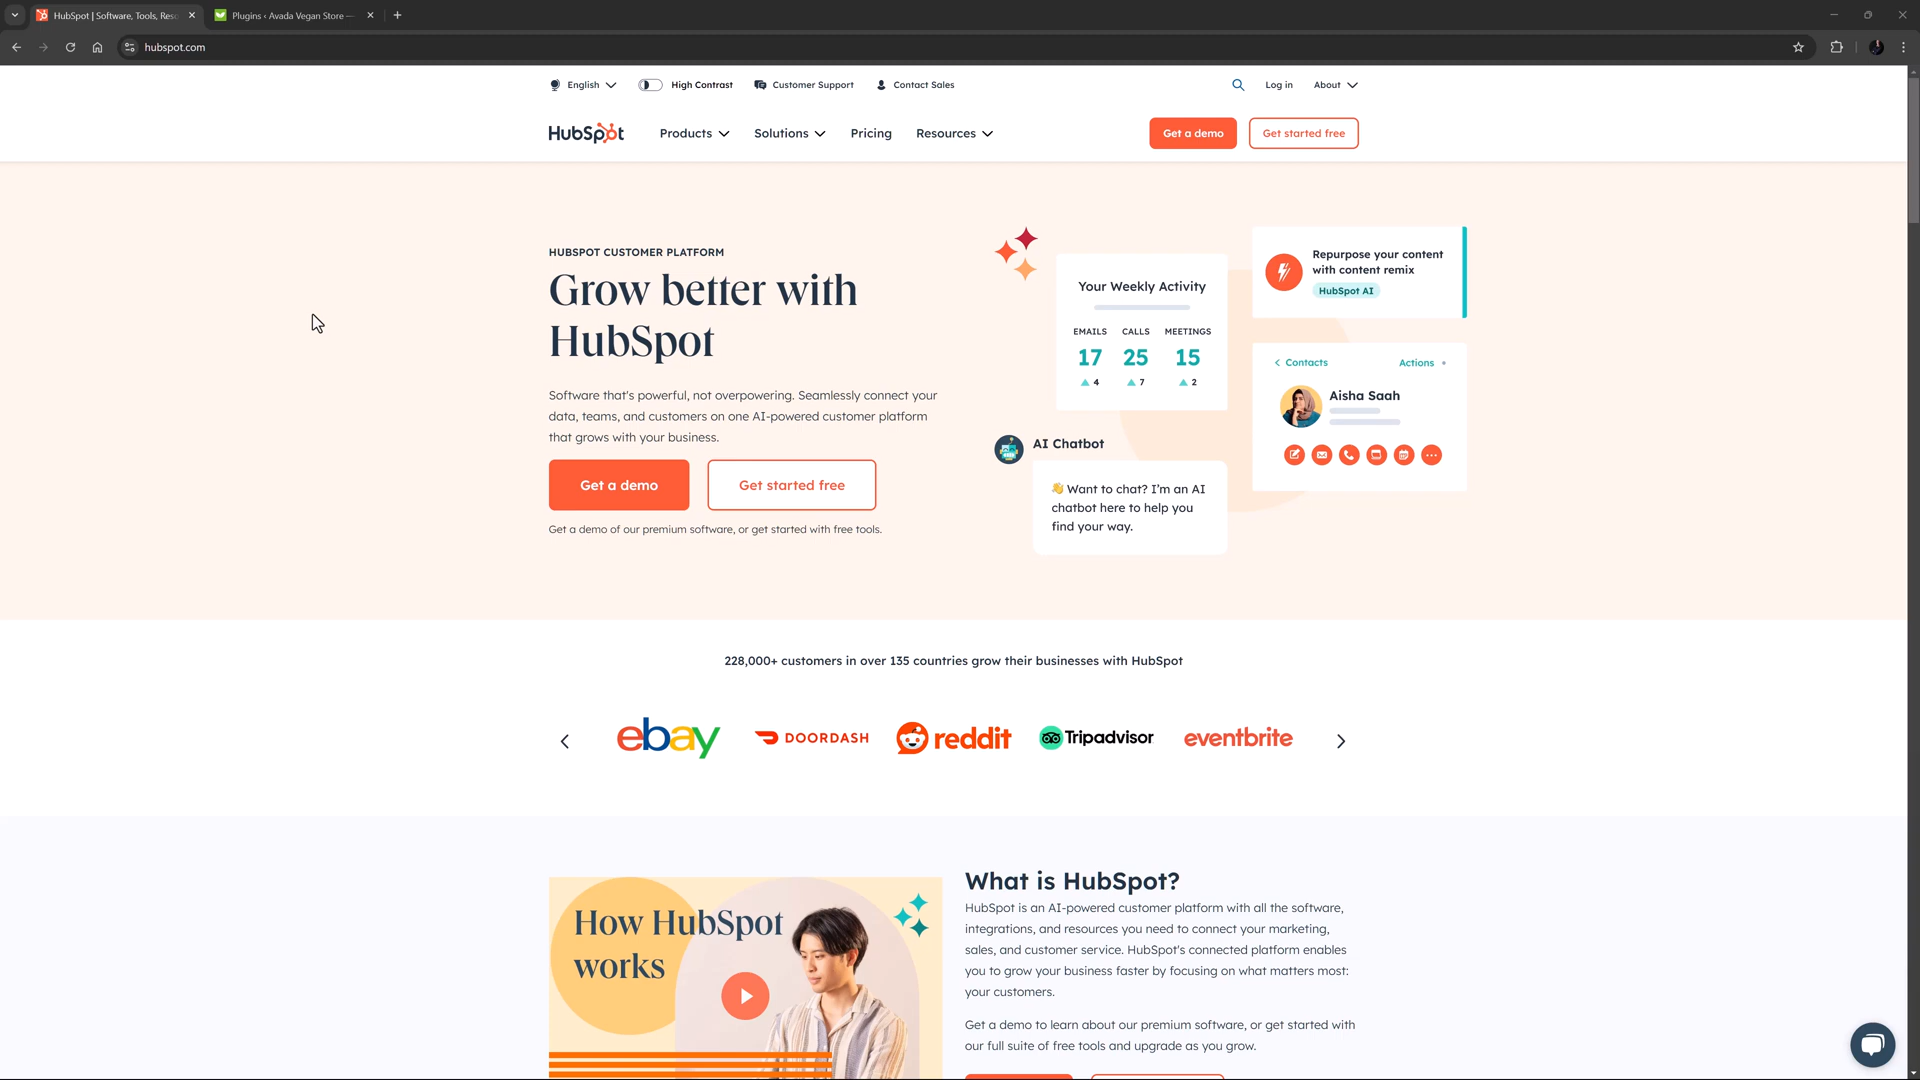 HubSpot | Software, Tools, Reso
Plugins ‹ Avada Vegan Store —
hubspot.com
English
High Contrast
Customer Support
Contact Sales
Log in
About
HubSpot
Products
Solutions
Pricing
Resources
Get a demo
Get started free
HUBSPOT CUSTOMER PLATFORM
Grow better with
HubSpot
Software that's powerful, not overpowering. Seamlessly connect your
data, teams, and customers on one AI-powered customer platform
that grows with your business.
Get a demo
Get started free
Get a demo of our premium software, or get started with free tools.
Your Weekly Activity
EMAILS CALLS MEETINGS
17 25 15
4 7 2
Repurpose your content
with content remix
HubSpot AI
Contacts
Actions
Aisha Saah
AI Chatbot
👋 Want to chat? I'm an AI
chatbot here to help you
find your way.
228,000+ customers in over 135 countries grow their businesses with HubSpot
ebay
DOORDASH
reddit
Tripadvisor
eventbrite
How HubSpot
works
What is HubSpot?
HubSpot is an AI-powered customer platform with all the software,
integrations, and resources you need to connect your marketing,
sales, and customer service. HubSpot's connected platform enables
you to grow your business faster by focusing on what matters most:
your customers.
Get a demo to learn about our premium software, or get started with
our full suite of free tools and upgrade as you grow.